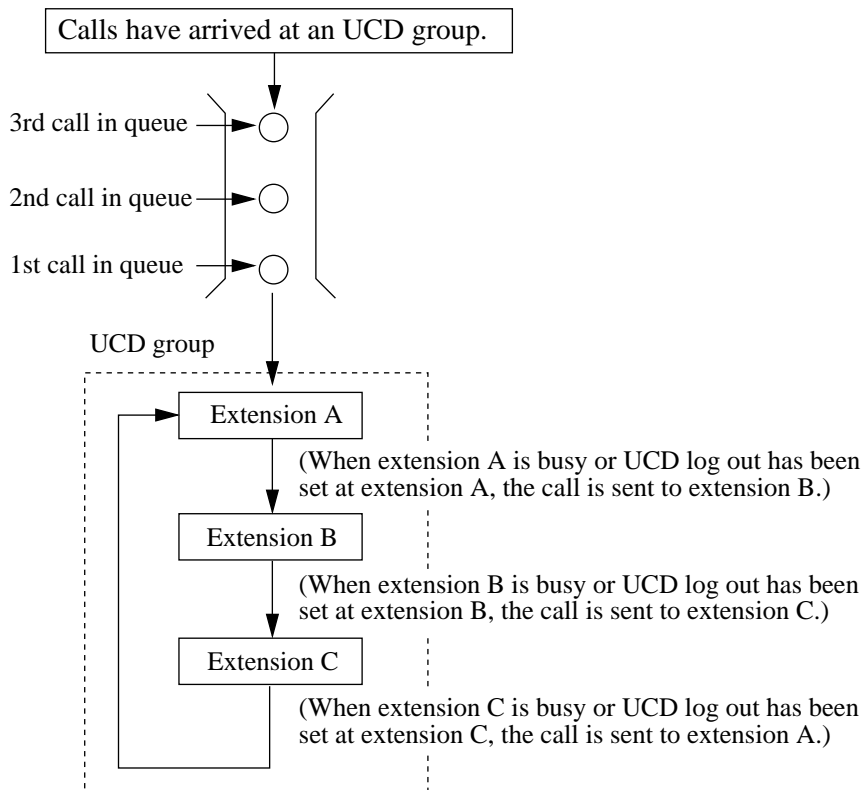 Calls have arrived at an UCD group.
3rd call in queue
2nd call in queue
1st call in queue
UCD group
Extension A
(When extension A is busy or UCD log out has been
set at extension A, the call is sent to extension B.)
Extension B
(When extension B is busy or UCD log out has been
set at extension B, the call is sent to extension C.)
Extension C
(When extension C is busy or UCD log out has been
set at extension C, the call is sent to extension A.)